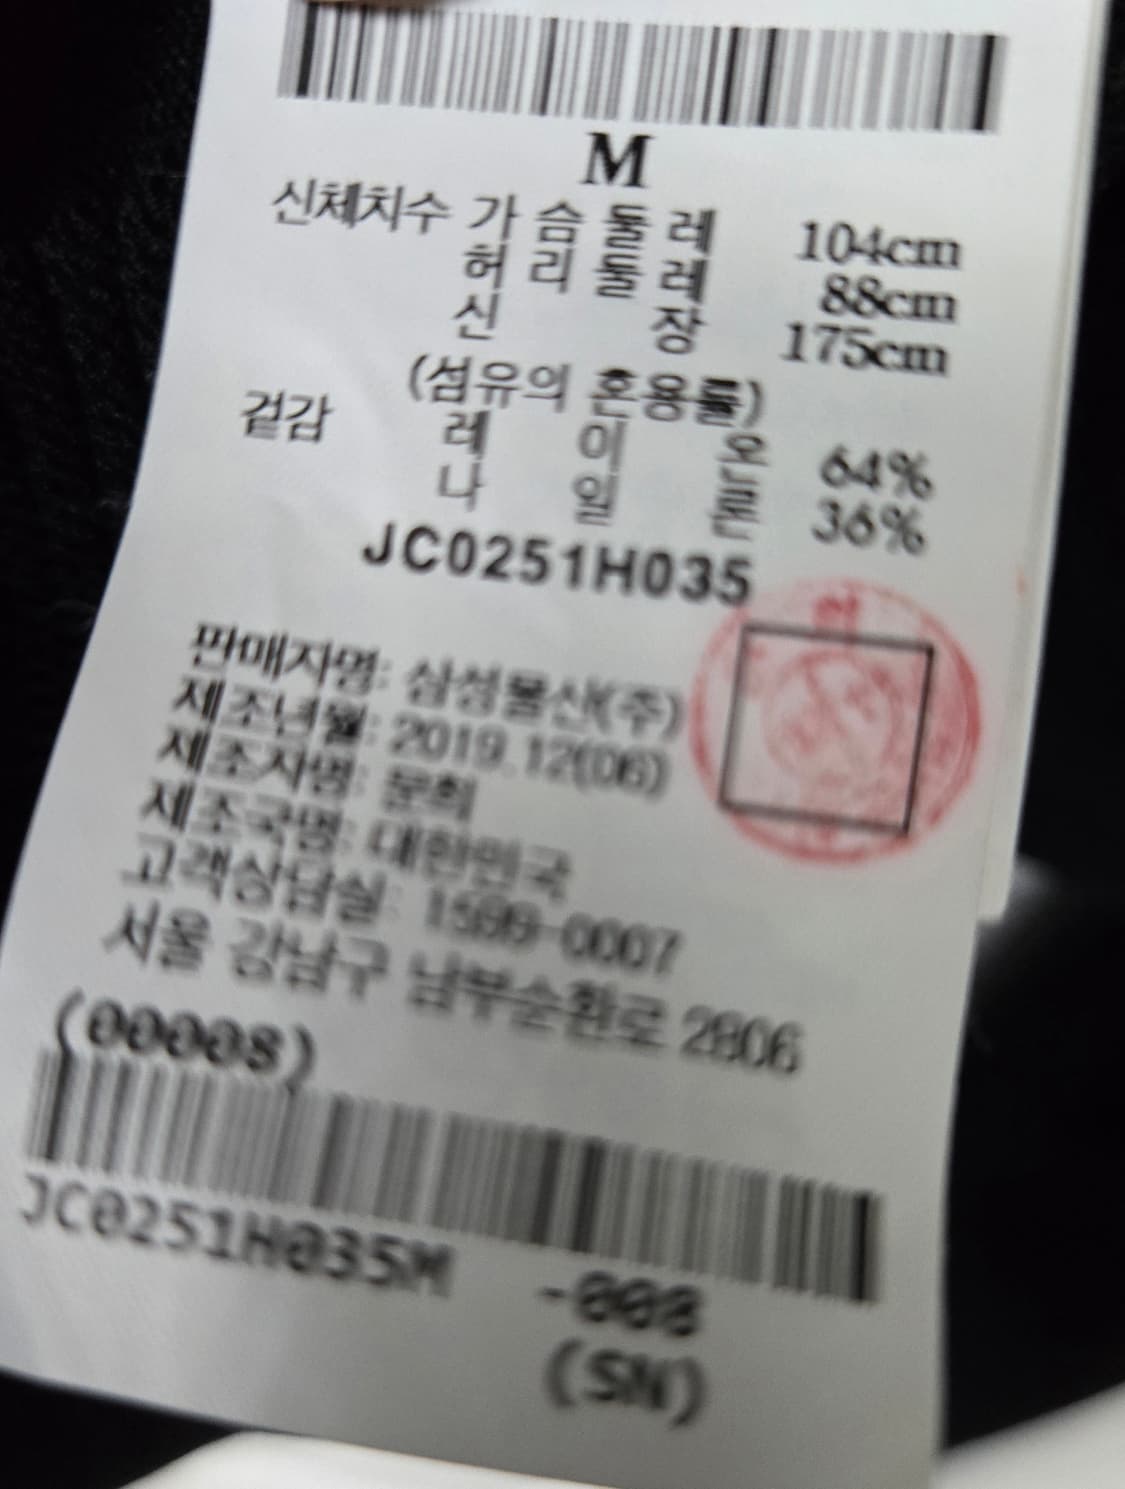 M
신체치수 가 슴 둘 레 104cm
허 리 둘 레 88cm
신 장 175cm
(섬유의 혼용률)
겉감 레 이 온 64%
나 일 론 36%
JC0251H035
판매자명: 삼성물산(주)
제조년월: 2019.12(06)
제조자명: 문희
제조국명: 대한민국
고객상담실: 1599-0007
서울 강남구 남부순환로 2806
(00008)
JC0251H035M -008
(SN)